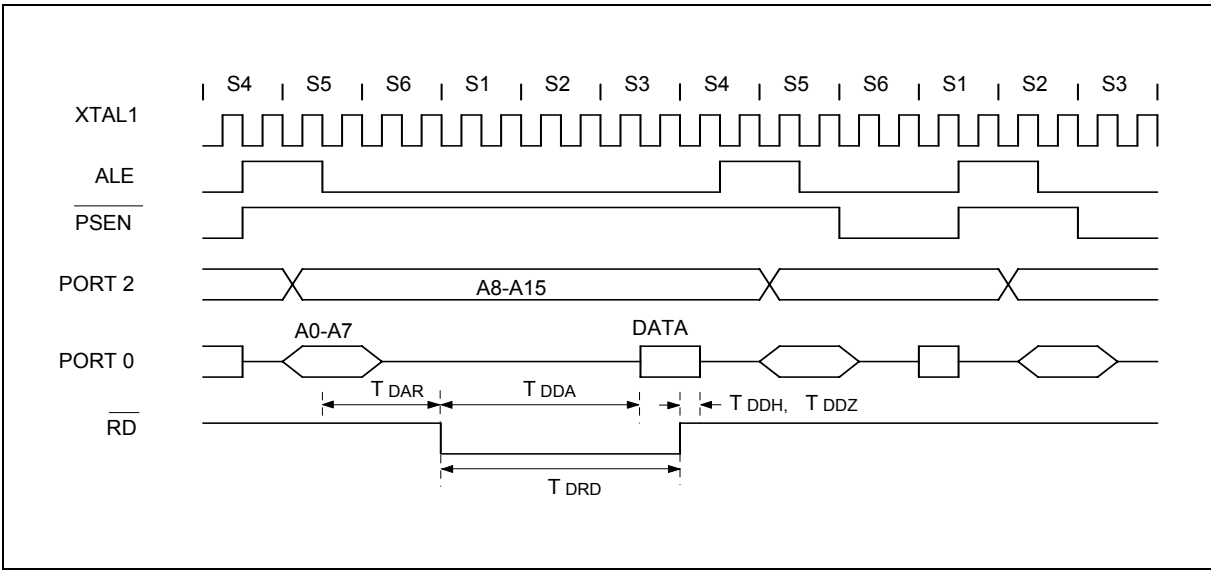 S4 S5 S6 S1 S2 S3 S4 S5 S6 S1 S2 S3
XTAL1
ALE
PSEN
PORT 2
A8-A15
A0-A7
DATA
PORT 0
T DAR
T DDA
T DDH, T DDZ
RD
T DRD